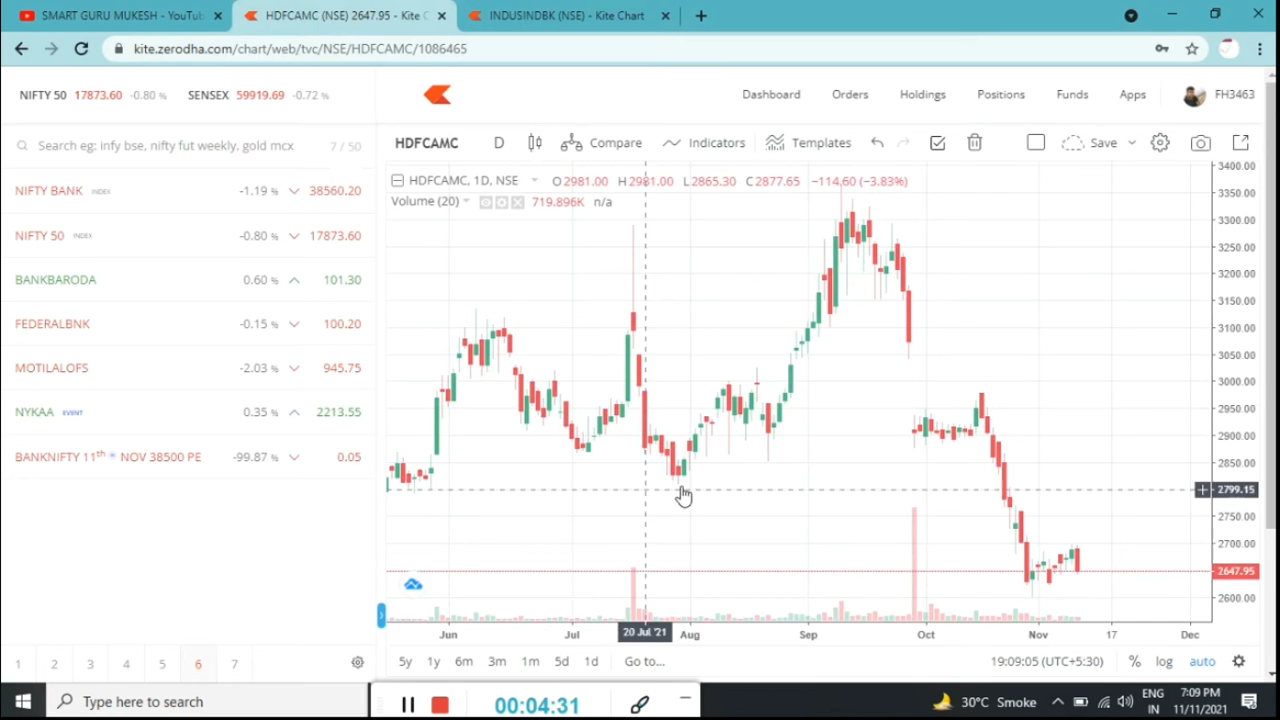 SMART GURU MUKESH - YouTu
HDFCAMC (NSE) 2647.95 - Kite C
INDUSINDBK (NSE) - Kite Chart
kite.zerodha.com/chart/web/tvc/NSE/HDFCAMC/1086465
NIFTY 50 17873.60 -0.80 % SENSEX 59919.69 -0.72 %
Dashboard Orders Holdings Positions Funds Apps FH3463
Search eg: infy bse, nifty fut weekly, gold mcx 7 / 50
NIFTY BANK INDEX -1.19 % 38560.20
NIFTY 50 INDEX -0.80 % 17873.60
BANKBARODA 0.60 % 101.30
FEDERALBNK -0.15 % 100.20
MOTILALOFS -2.03 % 945.75
NYKAA EVENT 0.35 % 2213.55
BANKNIFTY 11th NOV 38500 PE -99.87 % 0.05
1 2 3 4 5 6 7
HDFCAMC D Compare Indicators Templates Save
HDFCAMC, 1D, NSE O2981.00 H2981.00 L2865.30 C2877.65 −114.60 (−3.83%)
Volume (20) 719.896K n/a
3400.00
3350.00
3300.00
3250.00
3200.00
3150.00
3100.00
3050.00
3000.00
2950.00
2900.00
2850.00
2799.15
2750.00
2700.00
2647.95
2600.00
Jun Jul 20 Jul '21 Aug Sep Oct Nov 17 Dec
5y 1y 6m 3m 1m 5d 1d Go to... 19:09:05 (UTC+5:30) % log auto
Type here to search
00:04:31
30°C Smoke
ENG
IN
7:09 PM
11/11/2021